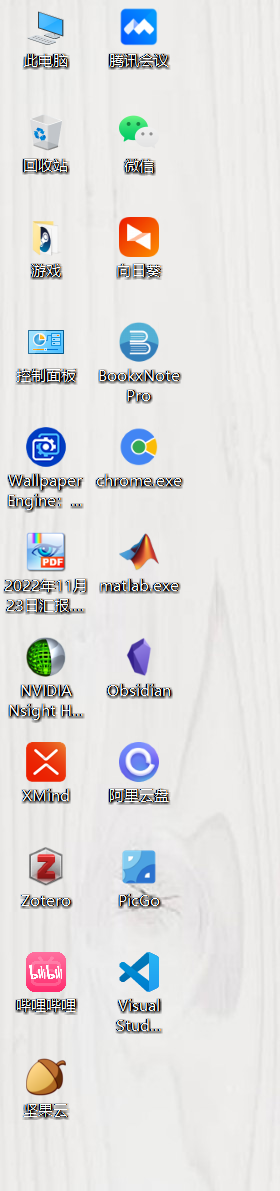 此电脑
腾讯会议
回收站
微信
游戏
向日葵
控制面板
BookxNote
Pro
Wallpaper
Engine：...
chrome.exe
PDF
2022年11月
23日汇报...
matlab.exe
NVIDIA
Nsight H...
Obsidian
XMind
阿里云盘
Zotero
PicGo
bilibili
哔哩哔哩
Visual
Stud...
坚果云